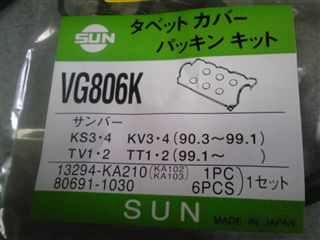 SUN
タペット カバー
パッキン キット
VG806K
サンバー
KS3・4 KV3・4(90.3~99.1)
TV1・2 TT1・2(99.1~ )
13294-KA210(KA102 KA103) 1PC
80691-1030 6PCS 1セット
SUN
MADE IN JAPAN